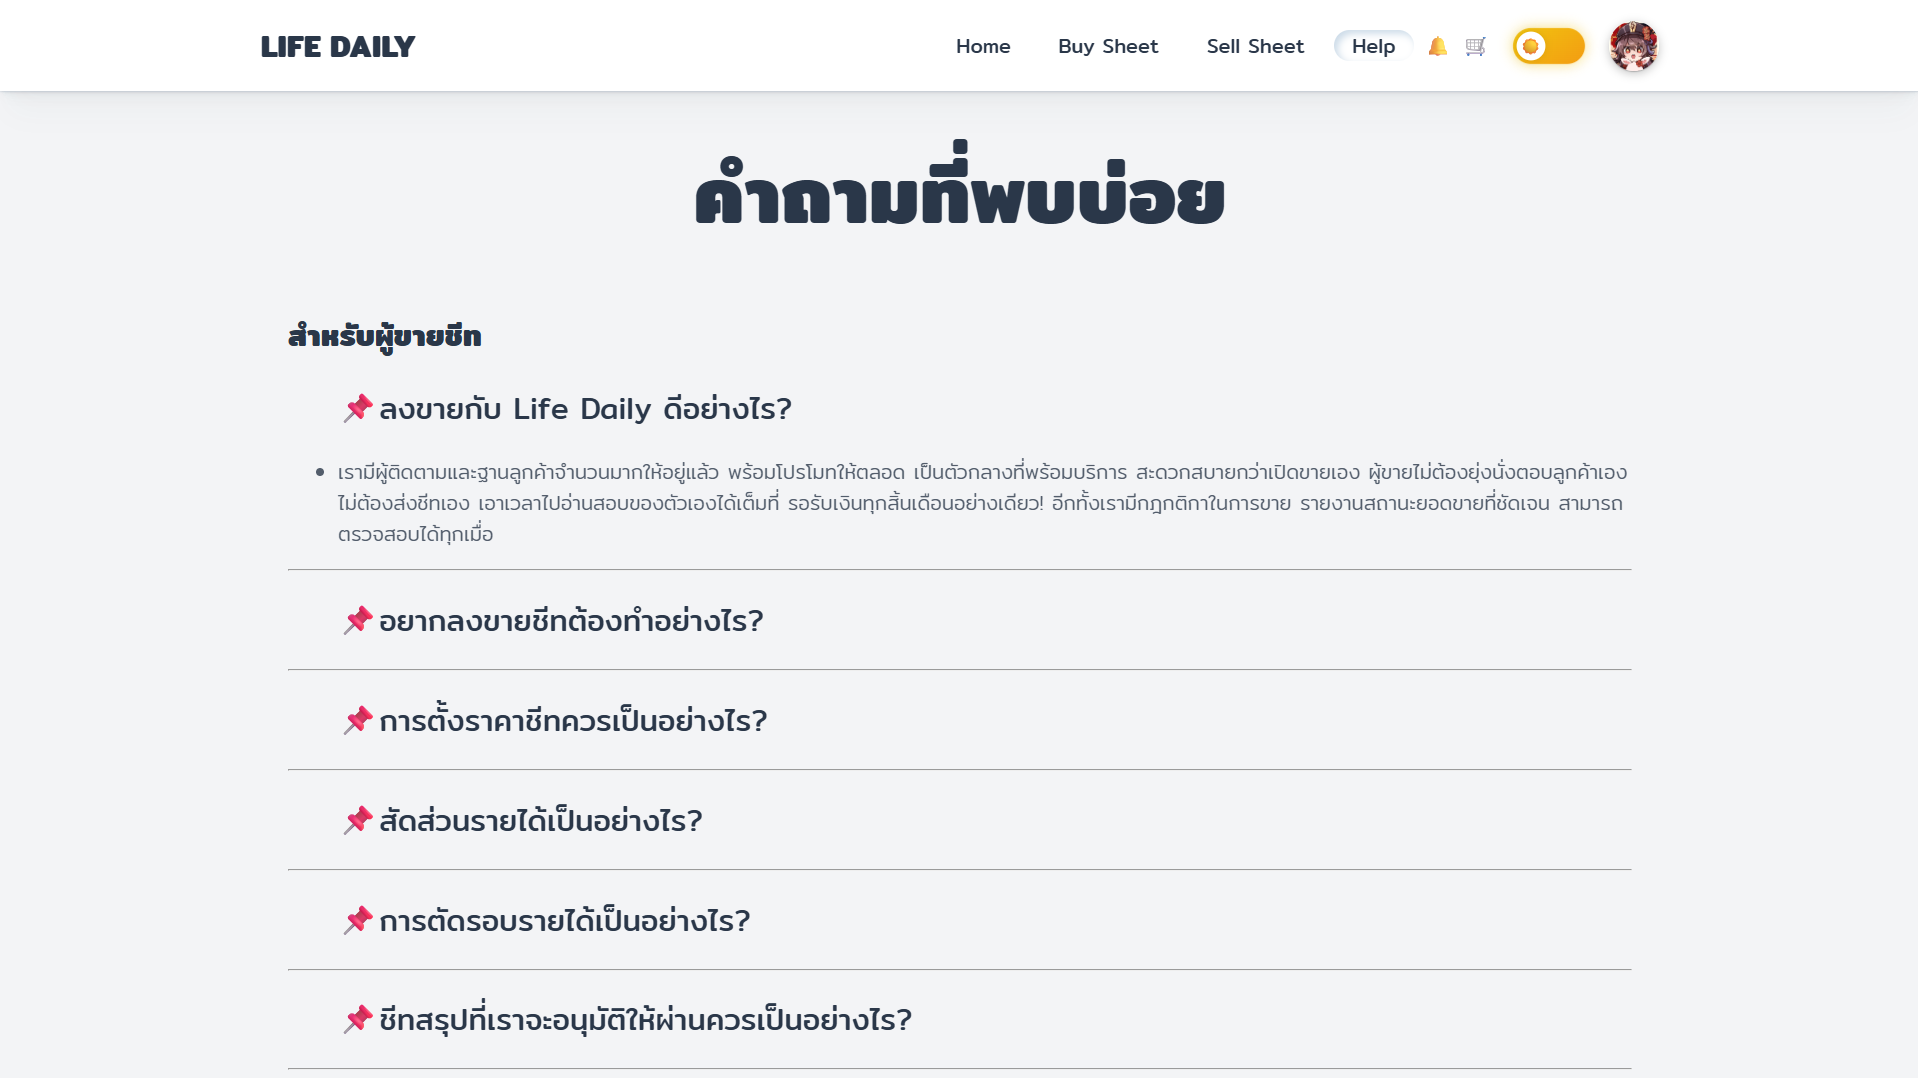 LIFE DAILY
Home
Buy Sheet
Sell Sheet
Help
คำถามที่พบบ่อย
สำหรับผู้ขายชีท
ลงขายกับ Life Daily ดีอย่างไร?
เรามีผู้ติดตามและฐานลูกค้าจำนวนมากให้อยู่แล้ว พร้อมโปรโมทให้ตลอด เป็นตัวกลางที่พร้อมบริการ สะดวกสบายกว่าเปิดขายเอง ผู้ขายไม่ต้องยุ่งนั่งตอบลูกค้าเอง
ไม่ต้องส่งชีทเอง เอาเวลาไปอ่านสอบของตัวเองได้เต็มที่ รอรับเงินทุกสิ้นเดือนอย่างเดียว! อีกทั้งเรามีกฎกติกาในการขาย รายงานสถานะยอดขายที่ชัดเจน สามารถ
ตรวจสอบได้ทุกเมื่อ
อยากลงขายชีทต้องทำอย่างไร?
การตั้งราคาชีทควรเป็นอย่างไร?
สัดส่วนรายได้เป็นอย่างไร?
การตัดรอบรายได้เป็นอย่างไร?
ชีทสรุปที่เราจะอนุมัติให้ผ่านควรเป็นอย่างไร?